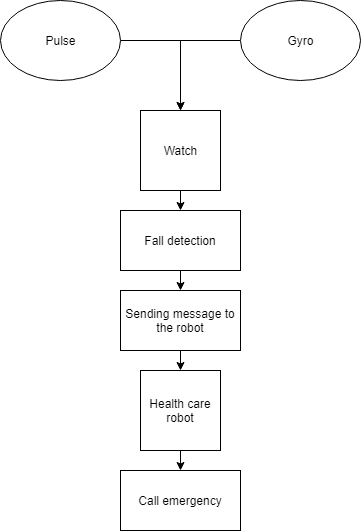 Pulse
Gyro
Watch
Fall detection
Sending message to
the robot
Health care
robot
Call emergency